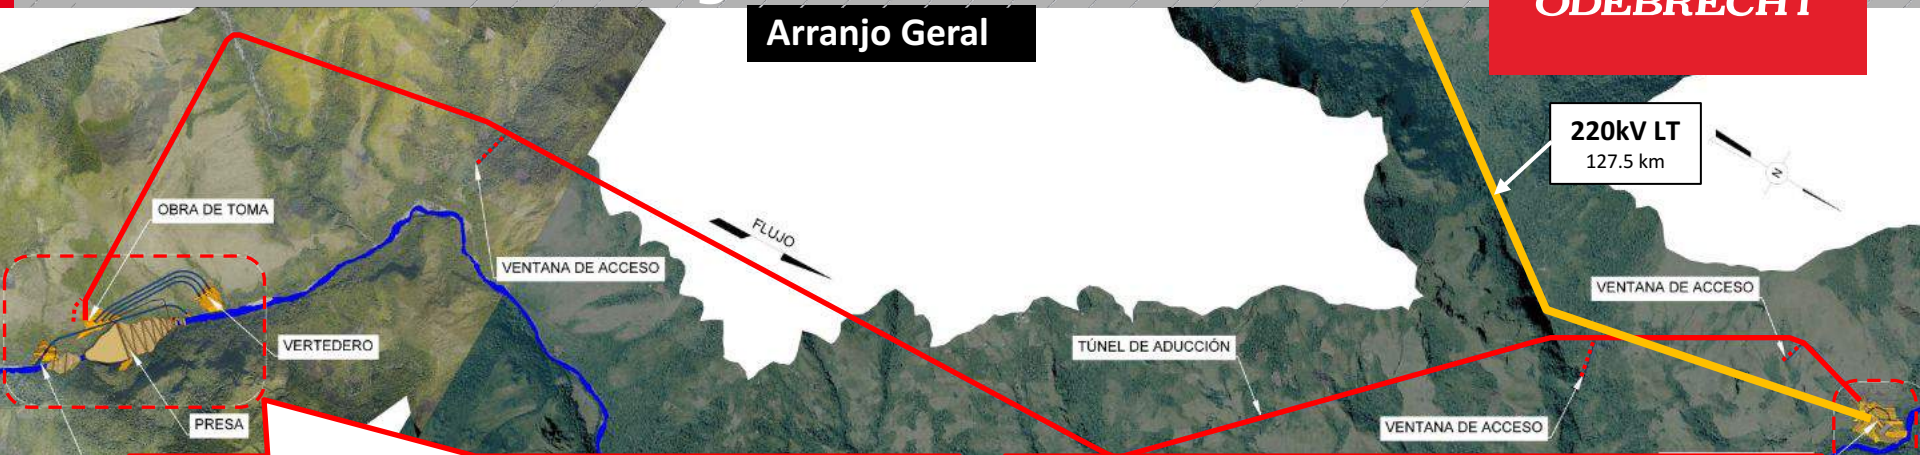 ODEBRECHT
Arranjo Geral
220kV LT
127.5 km
N
OBRA DE TOMA
FLUJO
VENTANA DE ACCESO
VENTANA DE ACCESO
VERTEDERO
TÚNEL DE ADUCCIÓN
PRESA
VENTANA DE ACCESO